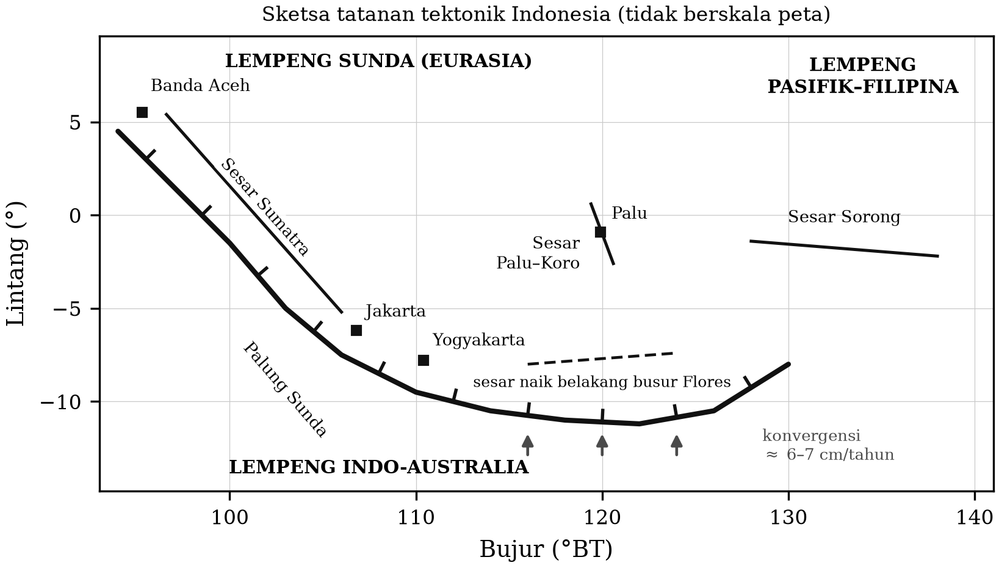 Sketsa tatanan tektonik Indonesia (tidak berskala peta)
LEMPENG SUNDA (EURASIA)
LEMPENG
PASIFIK–FILIPINA
Banda Aceh
Sesar Sumatra
Palu
Sesar
Palu–Koro
Sesar Sorong
Jakarta
Yogyakarta
sesar naik belakang busur Flores
Palung Sunda
konvergensi
≈ 6–7 cm/tahun
LEMPENG INDO-AUSTRALIA
Lintang (°)
5
0
−5
−10
100
110
120
130
140
Bujur (°BT)